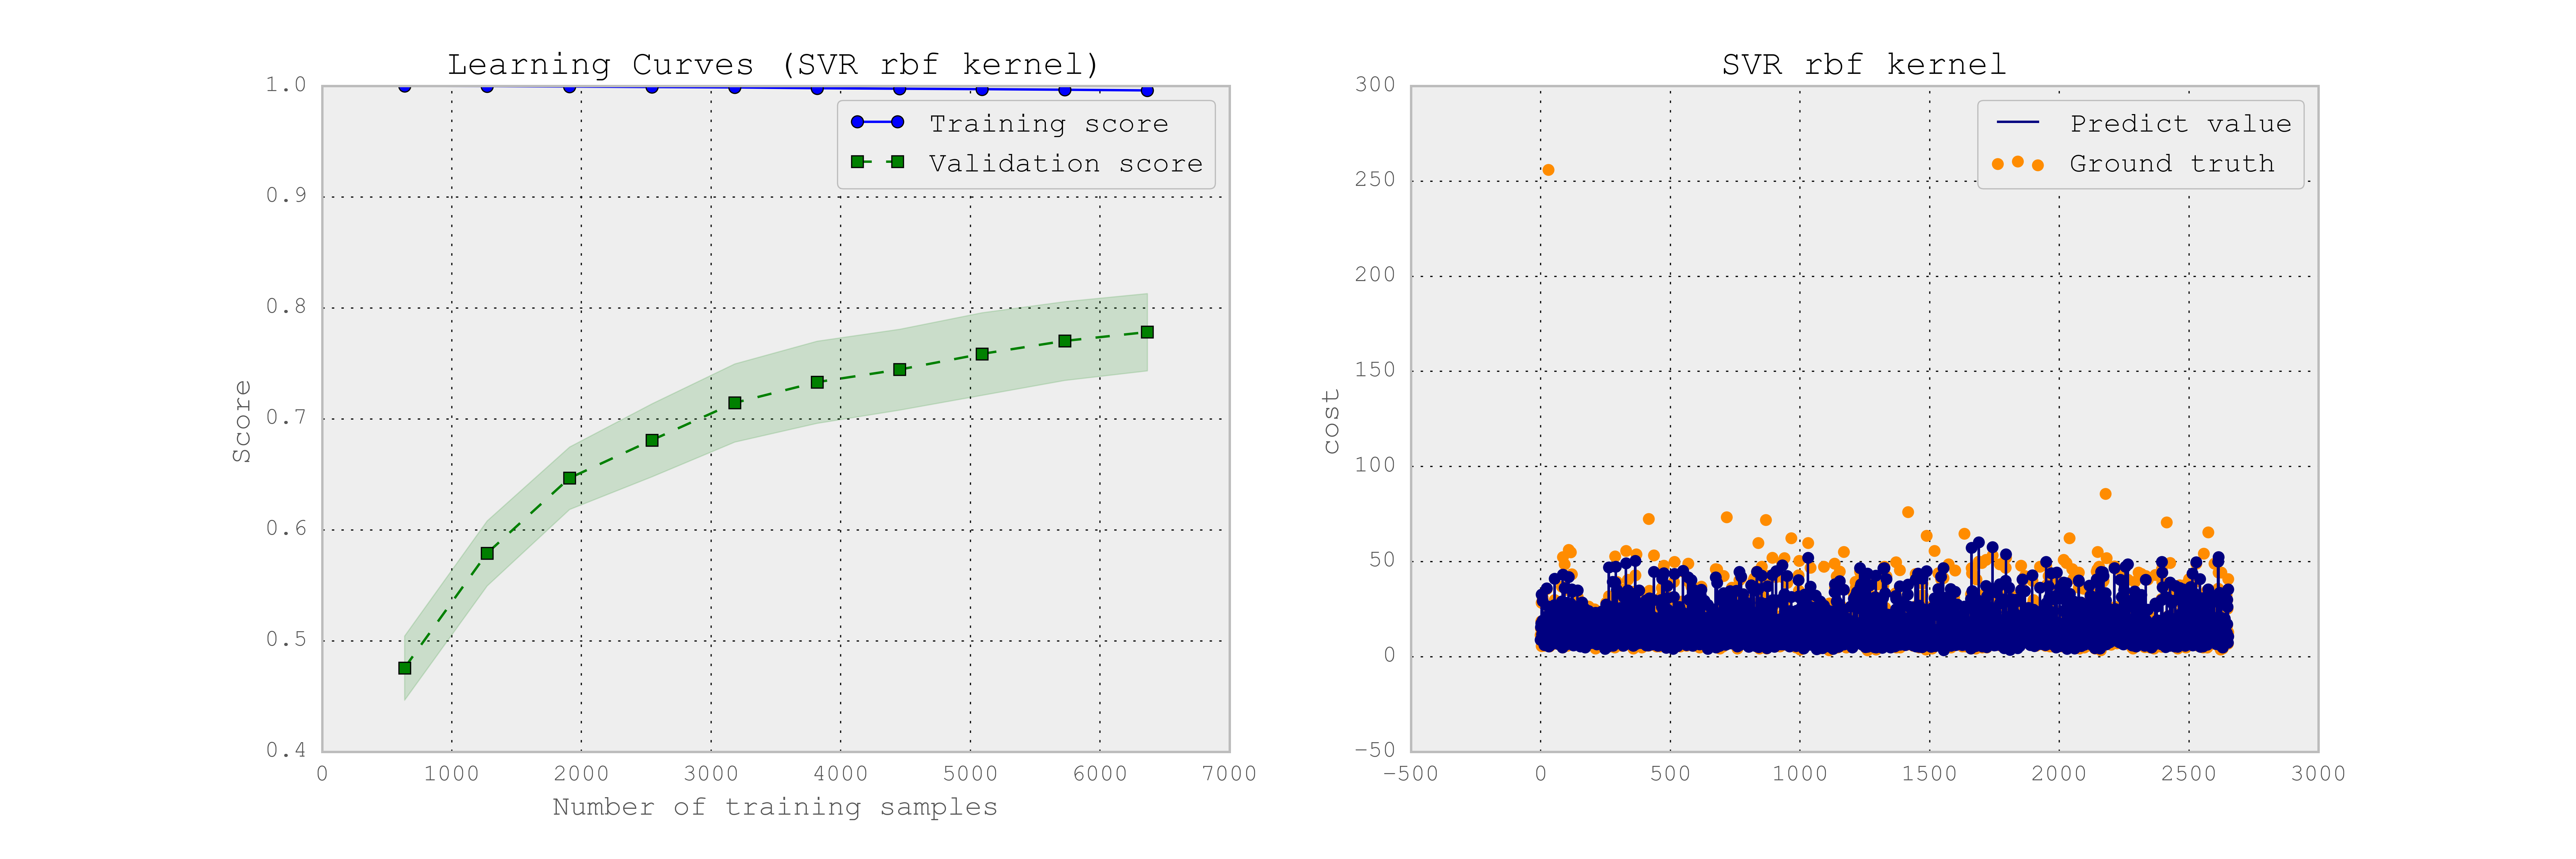 Learning Curves (SVR rbf kernel)
1.0
0.9
0.8
0.7
0.6
0.5
0.4
Score
Training score
Validation score
0 1000 2000 3000 4000 5000 6000 7000
Number of training samples
SVR rbf kernel
300
250
200
150
100
50
0
−50
cost
Predict value
Ground truth
−500 0 500 1000 1500 2000 2500 3000